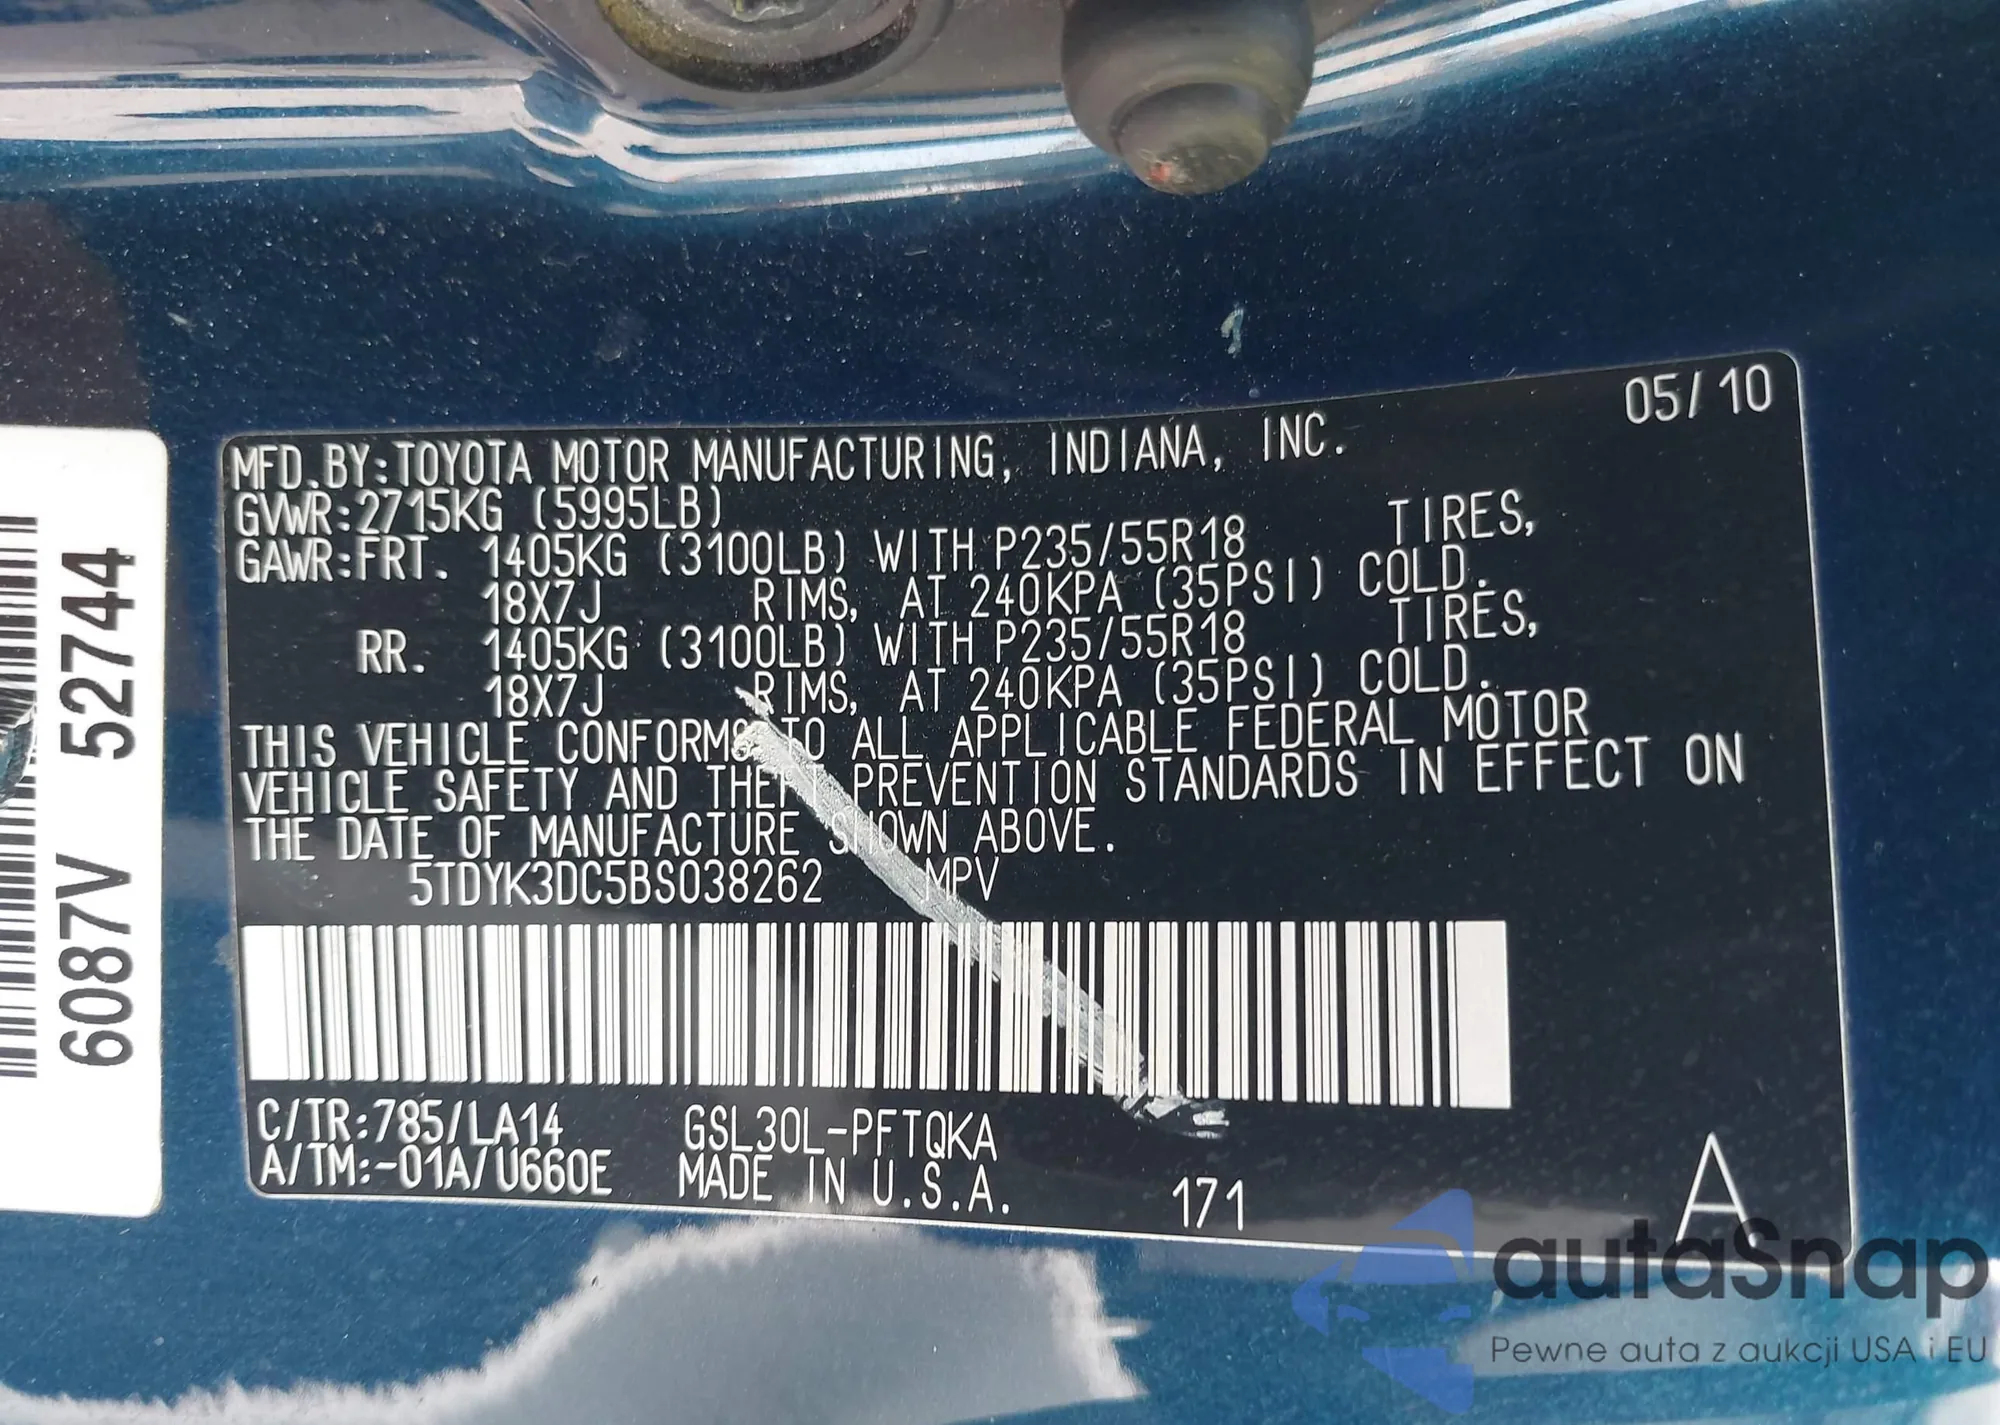 05/10
MFD.BY:TOYOTA MOTOR MANUFACTURING, INDIANA, INC.
GVWR:2715KG (5995LB)
GAWR:FRT. 1405KG (3100LB) WITH P235/55R18 TIRES,
18X7J RIMS, AT 240KPA (35PSI) COLD.
RR. 1405KG (3100LB) WITH P235/55R18 TIRES,
18X7J RIMS, AT 240KPA (35PSI) COLD.
THIS VEHICLE CONFORMS TO ALL APPLICABLE FEDERAL MOTOR
VEHICLE SAFETY AND THEFT PREVENTION STANDARDS IN EFFECT ON
THE DATE OF MANUFACTURE SHOWN ABOVE.
5TDYK3DC5BS038262 MPV
C/TR:785/LA14 GSL30L-PFTQKA
A/TM:-01A/U660E MADE IN U.S.A. 171 A
6087V 52744
autaSnap
Pewne auta z aukcji USA i EU